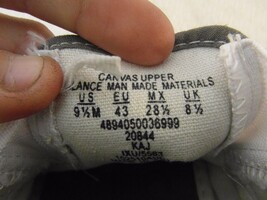 CANVAS UPPER
LANCE MAN MADE MATERIALS
US EU MX UK
9½M 43 28½ 8½
4894050036999
20844
KAJ